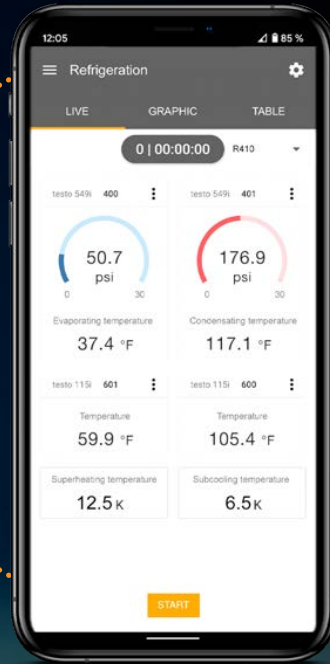 12:05 85 %
Refrigeration
LIVE GRAPHIC TABLE
0 | 00:00:00 R410
testo 549i 400 testo 549i 401
50.7 176.9
psi psi
0 30 0 30
Evaporating temperature Condensating temperature
37.4 °F 117.1 °F
testo 115i 601 testo 115i 600
Temperature Temperature
59.9 °F 105.4 °F
Superheating temperature Subcooling temperature
12.5 K 6.5 K
START